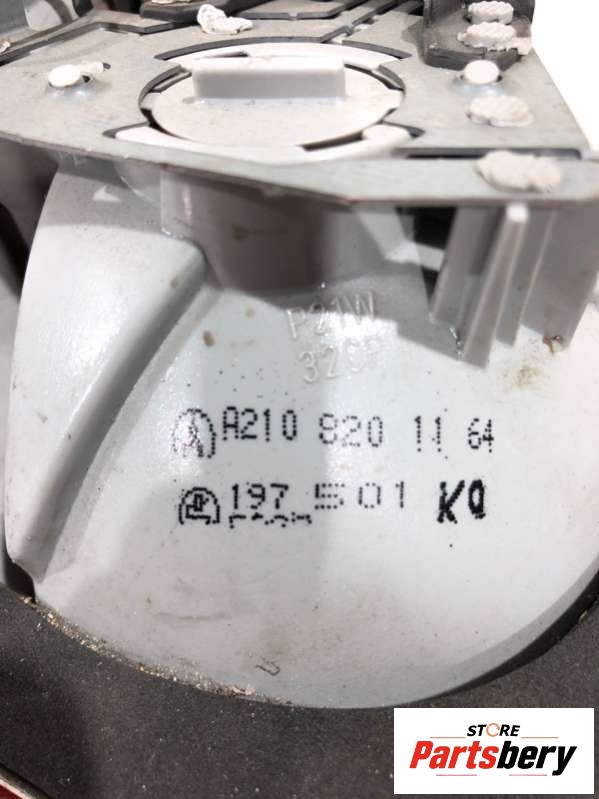 P21W
A210 820 11 64
197 501 KQ
STORE
Partsbery